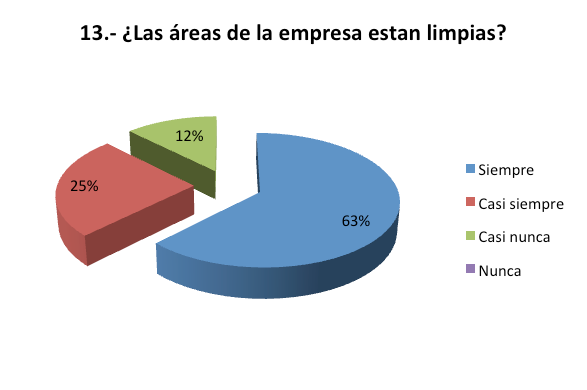 13.- ¿Las áreas de la empresa estan limpias?
12%
25%
63%
Siempre
Casi siempre
Casi nunca
Nunca